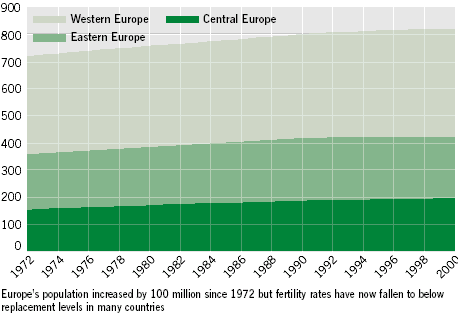 900
800
700
600
500
400
300
200
100
0
Western Europe Central Europe
Eastern Europe
1972 1974 1976 1978 1980 1982 1984 1986 1988 1990 1992 1994 1996 1998 2000
Europe's population increased by 100 million since 1972 but fertility rates have now fallen to below
replacement levels in many countries